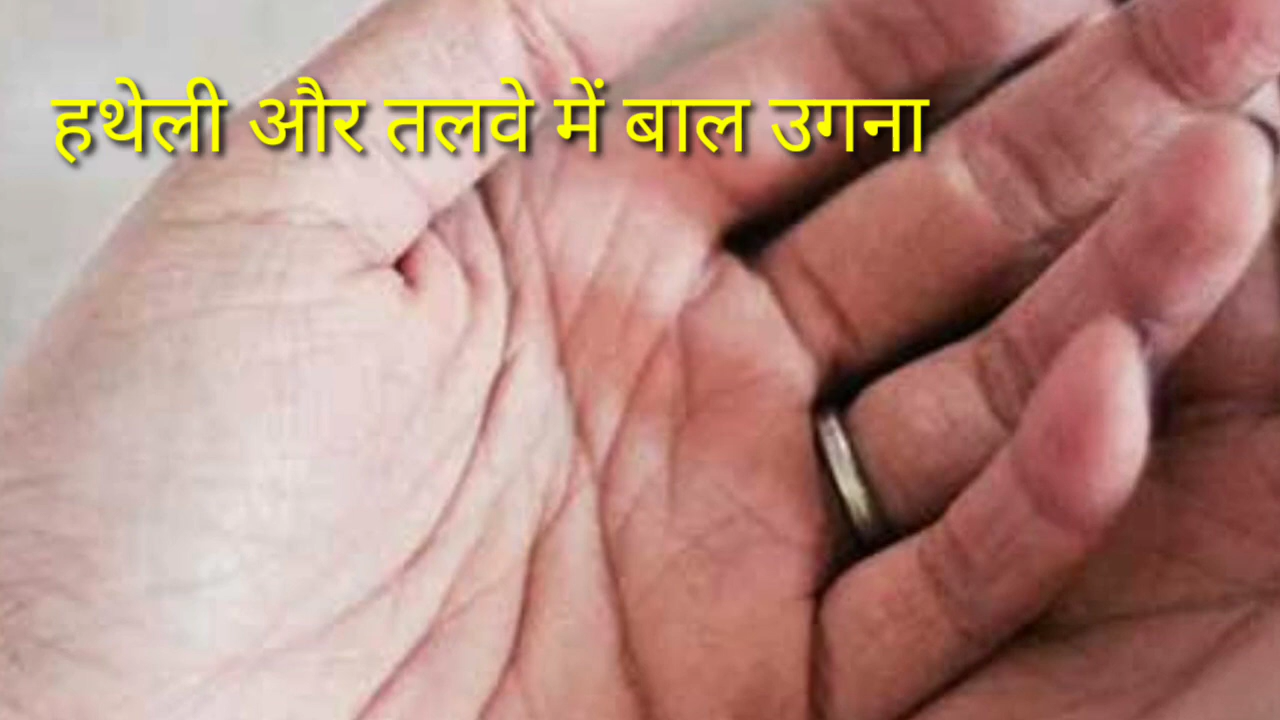 हथेली और तलवे में बाल उगना